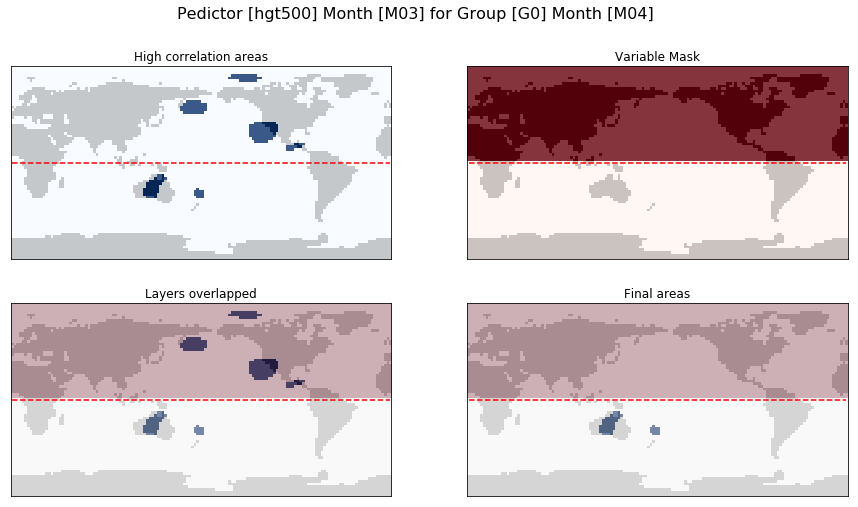 Pedictor [hgt500] Month [M03] for Group [G0] Month [M04]
High correlation areas
Variable Mask
Layers overlapped
Final areas